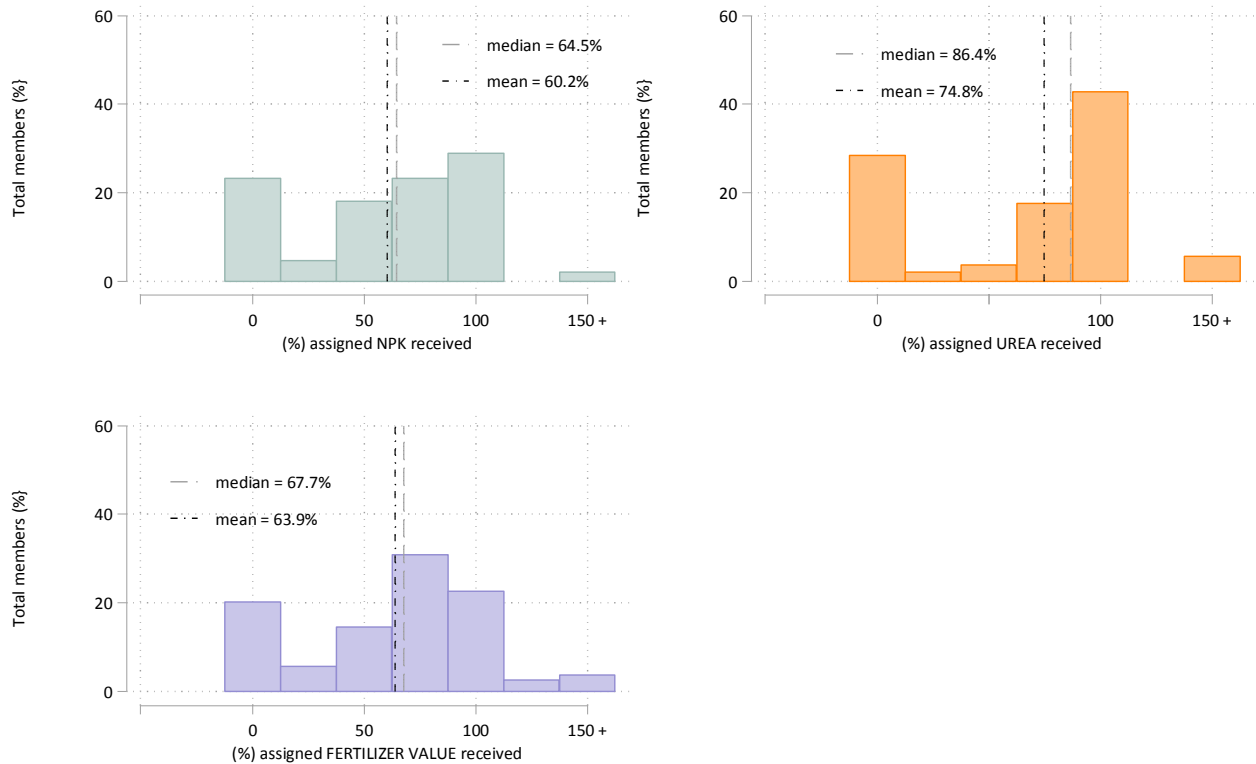 60
40
20
0
Total members (%}
median = 64.5%
mean = 60.2%
0
50
100
150 +
(%) assigned NPK received
60
40
20
0
Total members (%}
median = 86.4%
mean = 74.8%
0
100
150 +
(%) assigned UREA received
60
40
20
0
Total members (%}
median = 67.7%
mean = 63.9%
0
50
100
150 +
(%) assigned FERTILIZER VALUE received